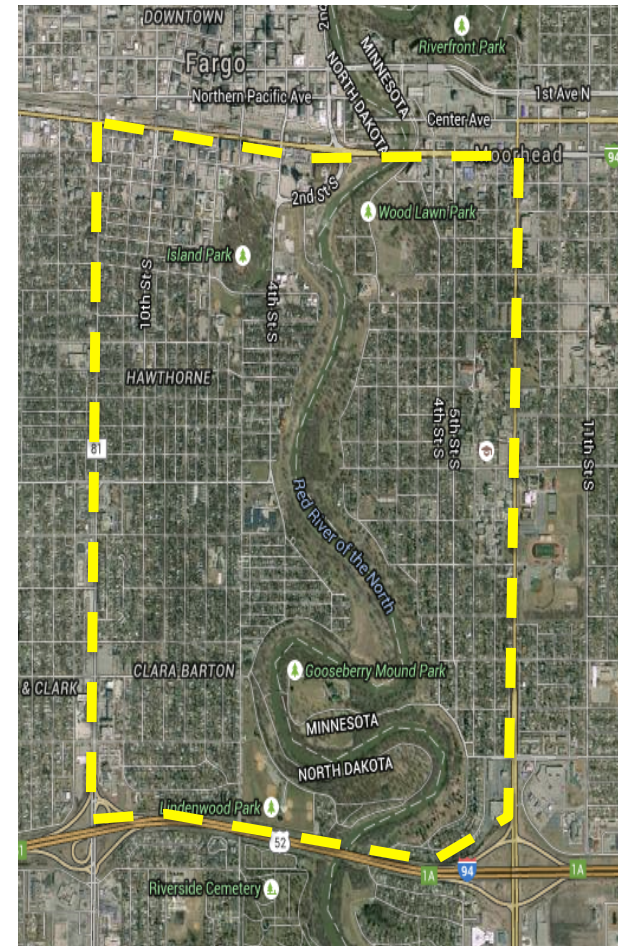 DOWNTOWN
Riverfront Park
Fargo
2nd
MINNESOTA
NORTH DAKOTA
Northern Pacific Ave
1st Ave N
Center Ave
Moorhead
94
2nd St S
Wood Lawn Park
Island Park
10th St S
4th St S
HAWTHORNE
5th St S
4th St S
11th St S
81
Red River of the North
CLARA BARTON
Gooseberry Mound Park
& CLARK
MINNESOTA
NORTH DAKOTA
Lindenwood Park
52
1
1A
94
1A
Riverside Cemetery